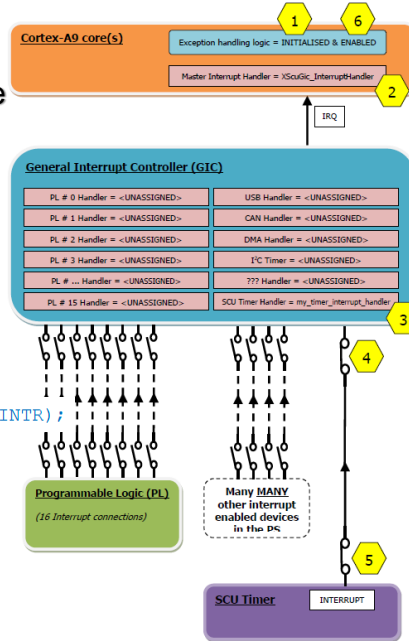 1
6
Cortex-A9 core(s)
Exception handling logic = INITIALISED & ENABLED
Master Interrupt Handler = XScuGic_InterruptHandler
2
e
IRQ
General Interrupt Controller (GIC)
PL # 0 Handler = <UNASSIGNED>
USB Handler = <UNASSIGNED>
PL # 1 Handler = <UNASSIGNED>
CAN Handler = <UNASSIGNED>
PL # 2 Handler = <UNASSIGNED>
DMA Handler = <UNASSIGNED>
PL # 3 Handler = <UNASSIGNED>
I²C Timer = <UNASSIGNED>
PL # ... Handler = <UNASSIGNED>
??? Handler = <UNASSIGNED>
PL # 15 Handler = <UNASSIGNED>
SCU Timer Handler = my_timer_interrupt_handler
3
4
INTR);
Programmable Logic (PL)
(16 Interrupt connections)
Many MANY
other interrupt
enabled devices
in the PS
5
SCU Timer
INTERRUPT